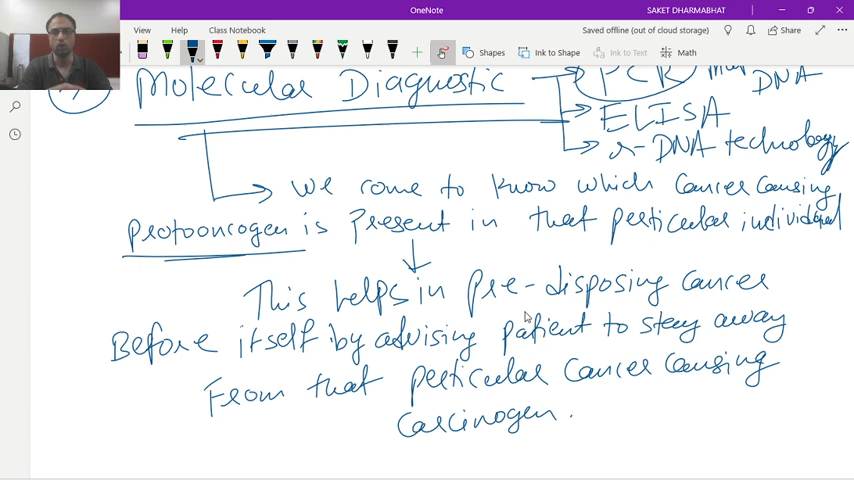 OneNote
SAKET DHARMABHAT
View Help Class Notebook
Saved offline (out of cloud storage)
Share
Shapes
Ink to Shape
Ink to Text
Math
Molecular Diagnostic → PCR DNA
→ ELISA
→ r-DNA technology
→ We come to know which cancer causing
Protooncogen is present in that perticular individual
This helps in Pre-disposing cancer
Before itself by advising patient to stay away
From that perticular cancer causing
carcinogen.